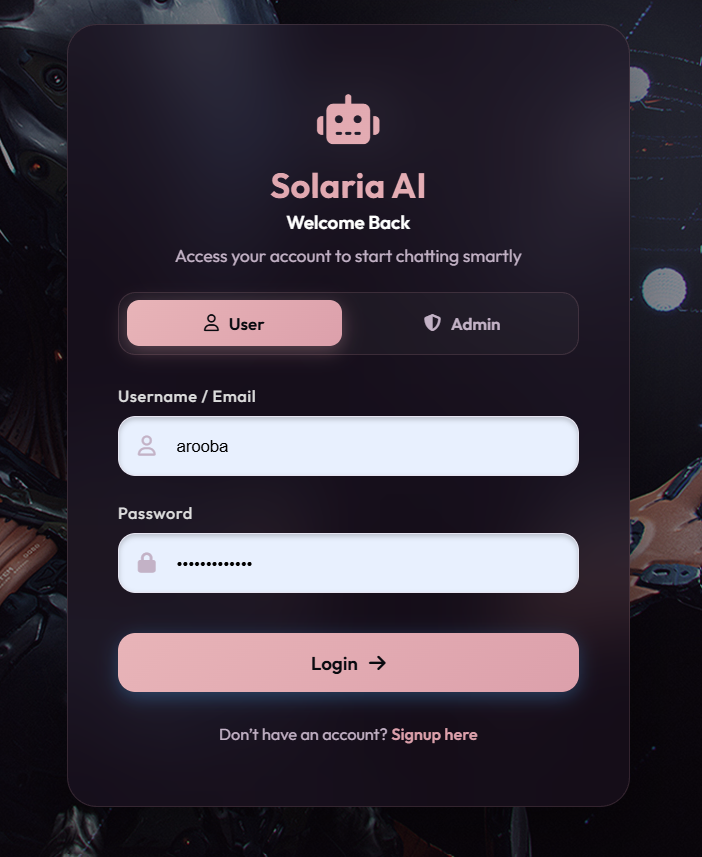 Solaria AI
Welcome Back
Access your account to start chatting smartly
User
Admin
Username / Email
arooba
Password
•••••••••••••
Login →
Don't have an account? Signup here